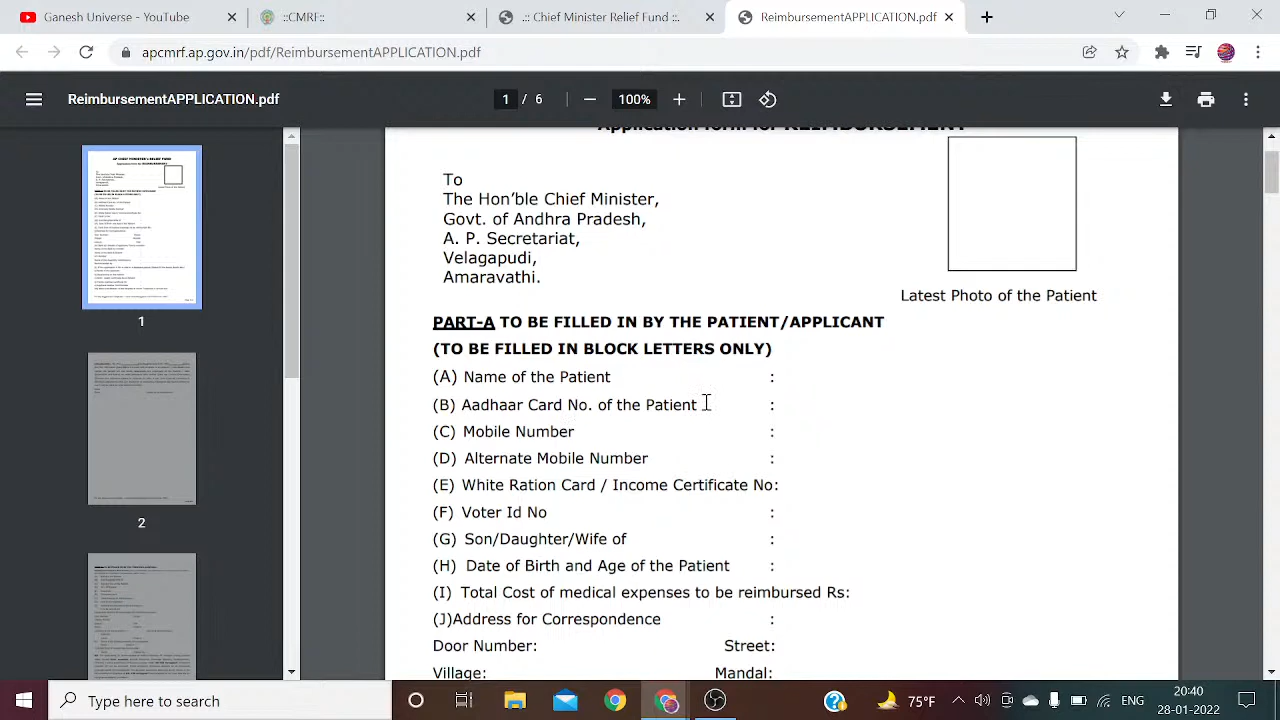 Ganesh Universe - YouTube
::CMRF::
.:: Chief Minister Relief Fund ::.
ReimbursementAPPLICATION.pdf
apcmrf.ap.gov.in/pdf/ReimbursementAPPLICATION.pdf
ReimbursementAPPLICATION.pdf
1 / 6
100%
Application form for REIMBURSEMENT
To
The Hon'ble Chief Minister,
Govt. of Andhra Pradesh,
A.P. Secretariat
Velagapudi
Amaravathi
Latest Photo of the Patient
PART-A TO BE FILLED IN BY THE PATIENT/APPLICANT
(TO BE FILLED IN BLOCK LETTERS ONLY)
(A) Name of the Patient :
(B) Aadhaar Card No. of the Patient :
(C) Mobile Number :
(D) Alternate Mobile Number :
(E) White Ration Card / Income Certificate No:
(F) Voter Id No :
(G) Son/Daughter/Wife of :
(H) Date of Birth and Age of the Patient :
(I) Total Cost of medical expenses to be reimbused Rs:
Address for Correspondence :
Door Number Street:
Village: Mandal:
1
2
Type here to search
75°F
ENG
20:40
28-01-2022